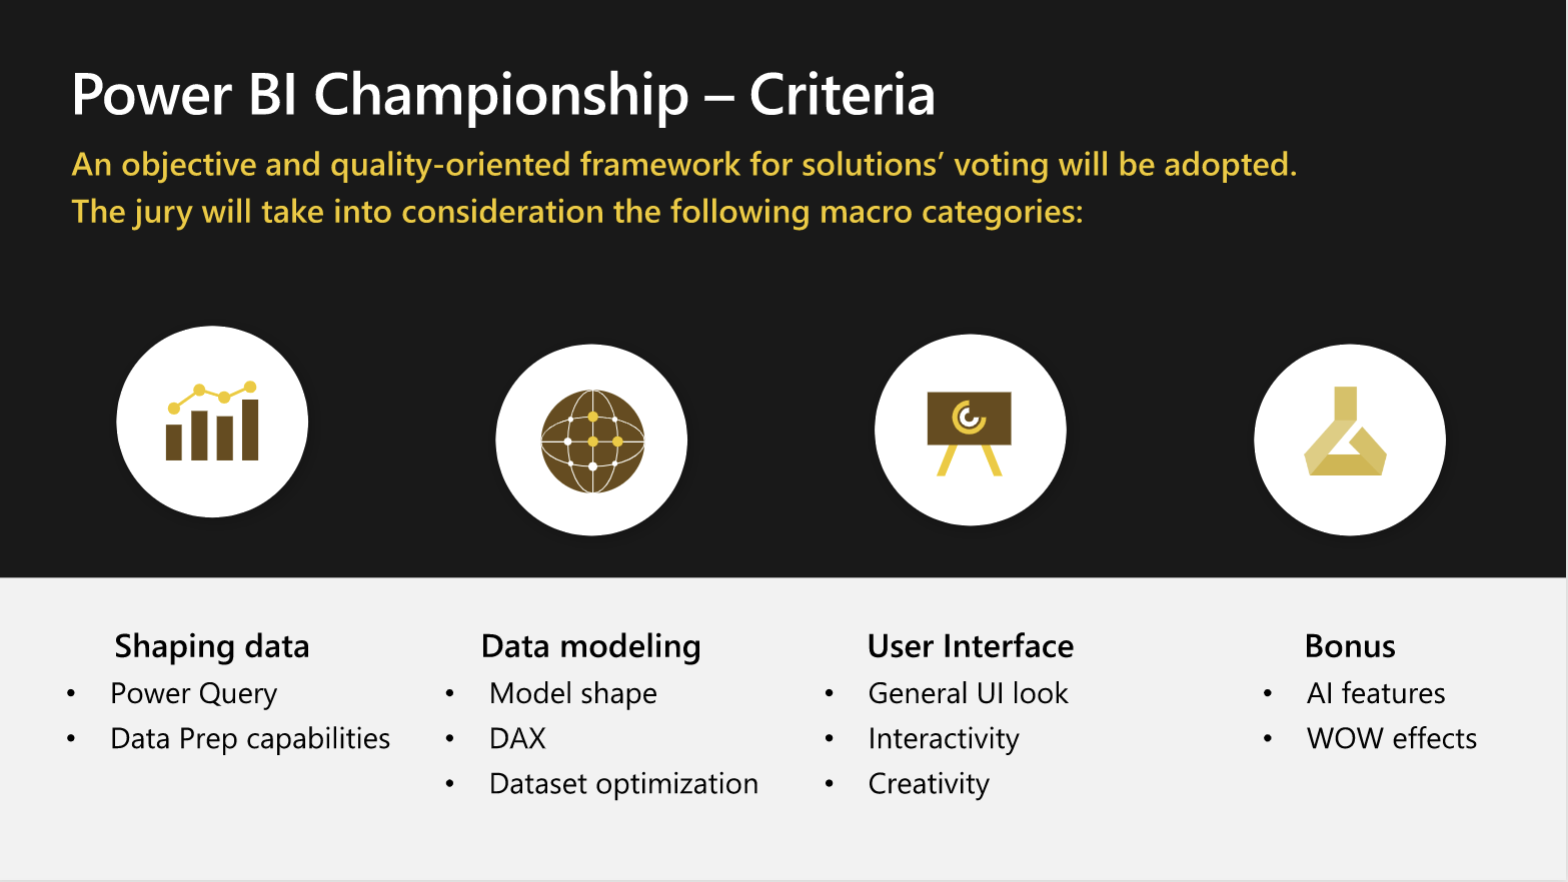 Power BI Championship – Criteria
An objective and quality-oriented framework for solutions’ voting will be adopted.
The jury will take into consideration the following macro categories:
Shaping data
• Power Query
• Data Prep capabilities
Data modeling
• Model shape
• DAX
• Dataset optimization
User Interface
• General UI look
• Interactivity
• Creativity
Bonus
• AI features
• WOW effects